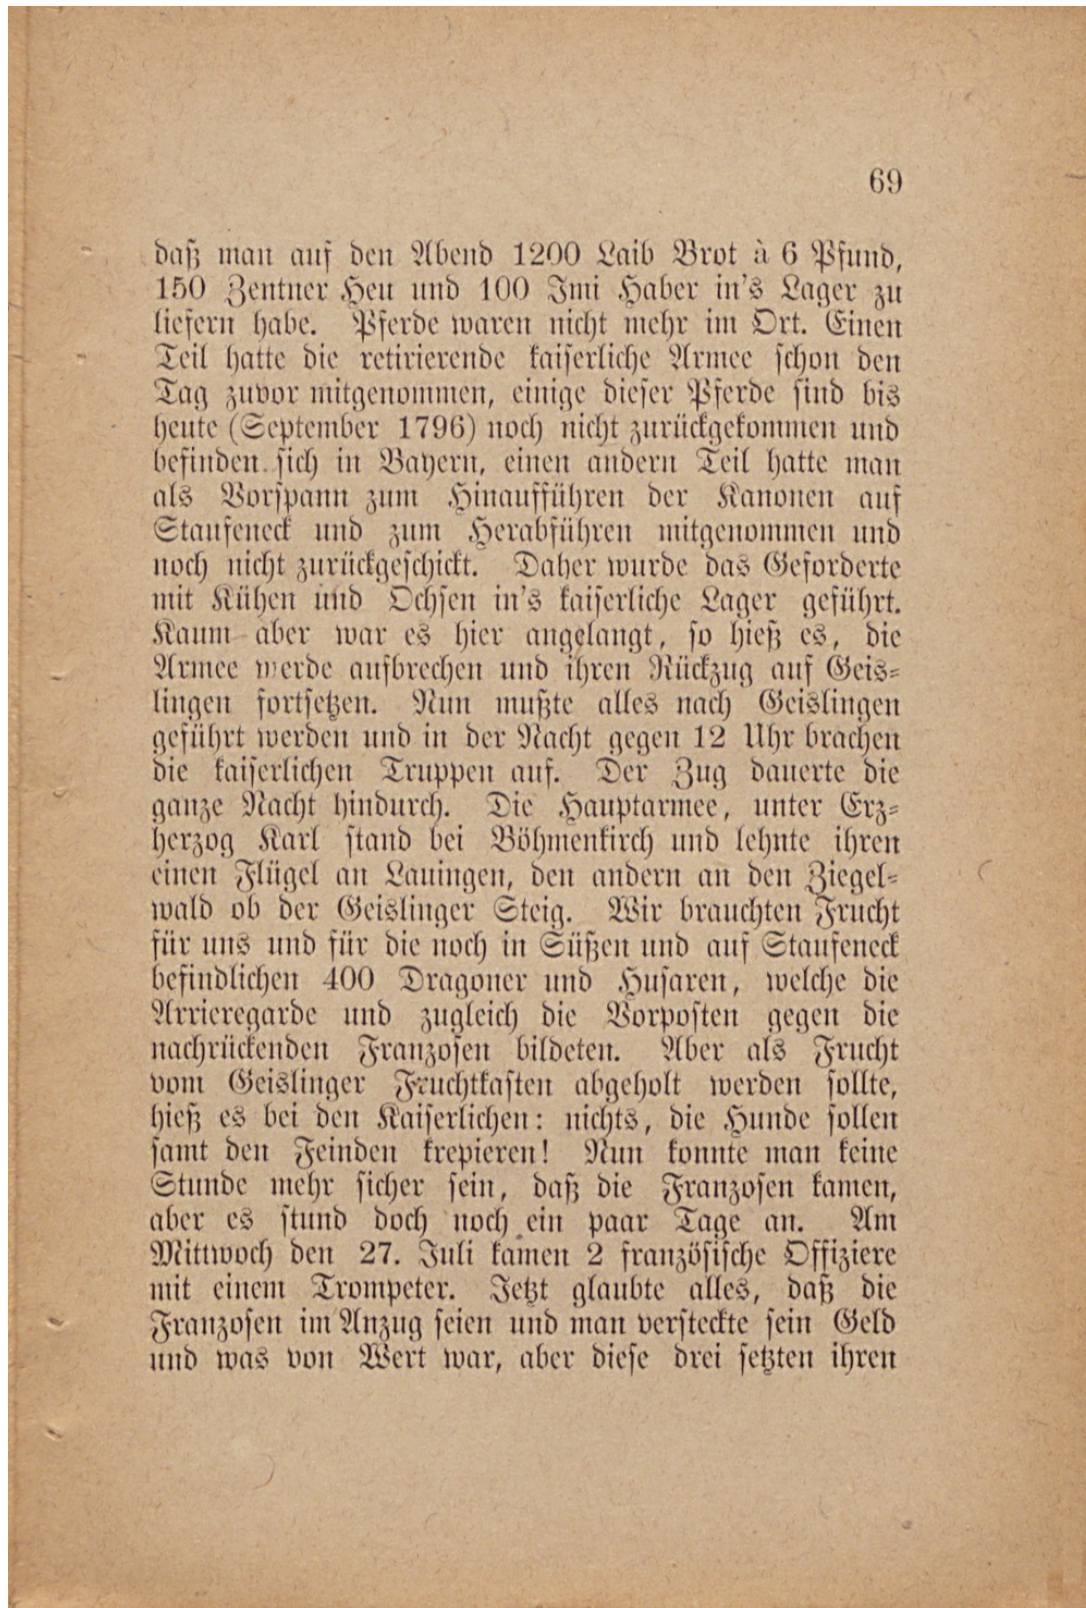 69
daß man auf den Abend 1200 Laib Brot à 6 Pfund,
150 Zentner Heu und 100 Imi Haber in's Lager zu
liefern habe. Pferde waren nicht mehr im Ort. Einen
Teil hatte die retirierende kaiserliche Armee schon den
Tag zuvor mitgenommen, einige dieser Pferde sind bis
heute (September 1796) noch nicht zurückgekommen und
befinden sich in Bayern, einen andern Teil hatte man
als Vorspann zum Hinaufführen der Kanonen auf
Staufeneck und zum Herabführen mitgenommen und
noch nicht zurückgeschickt. Daher wurde das Geforderte
mit Kühen und Ochsen in's kaiserliche Lager geführt.
Kaum aber war es hier angelangt, so hieß es, die
Armee werde aufbrechen und ihren Rückzug auf Geis-
lingen fortsetzen. Nun mußte alles nach Geislingen
geführt werden und in der Nacht gegen 12 Uhr brachen
die kaiserlichen Truppen auf. Der Zug dauerte die
ganze Nacht hindurch. Die Hauptarmee, unter Erz-
herzog Karl stand bei Böhmenkirch und lehnte ihren
einen Flügel an Lauingen, den andern an den Ziegel-
wald ob der Geislinger Steig. Wir brauchten Frucht
für uns und für die noch in Süßen und auf Staufeneck
befindlichen 400 Dragoner und Husaren, welche die
Arrieregarde und zugleich die Vorposten gegen die
nachrückenden Franzosen bildeten. Aber als Frucht
vom Geislinger Fruchtkasten abgeholt werden sollte,
hieß es bei den Kaiserlichen: nichts, die Hunde sollen
samt den Feinden krepieren! Nun konnte man keine
Stunde mehr sicher sein, daß die Franzosen kamen,
aber es stund doch noch ein paar Tage an. Am
Mittwoch den 27. Juli kamen 2 französische Offiziere
mit einem Trompeter. Jetzt glaubte alles, daß die
Franzosen im Anzug seien und man versteckte sein Geld
und was von Wert war, aber diese drei setzten ihren